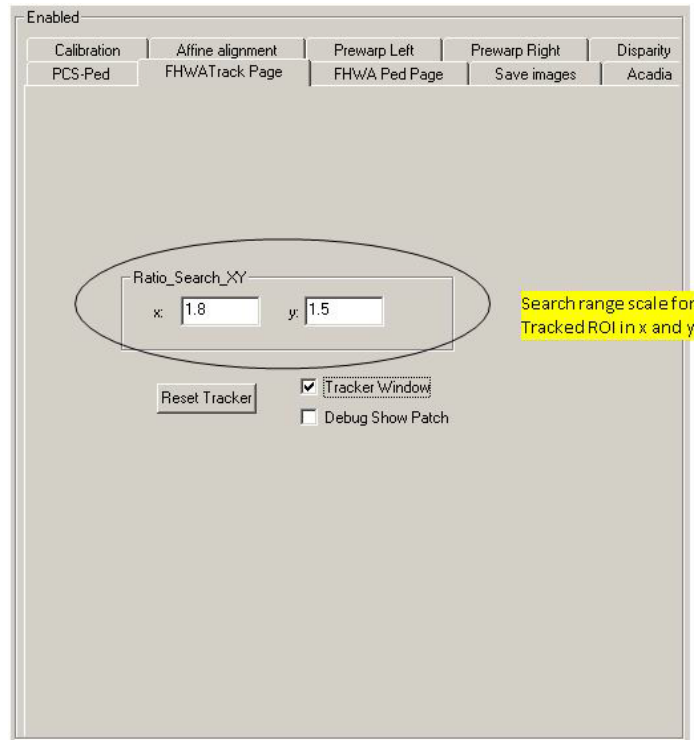 Enabled
Calibration Affine alignment Prewarp Left Prewarp Right Disparity
PCS-Ped FHWATrack Page FHWA Ped Page Save images Acadia
Ratio_Search_XY
x: 1.8 y: 1.5
Search range scale for
Tracked ROI in x and y
Reset Tracker
Tracker Window
Debug Show Patch